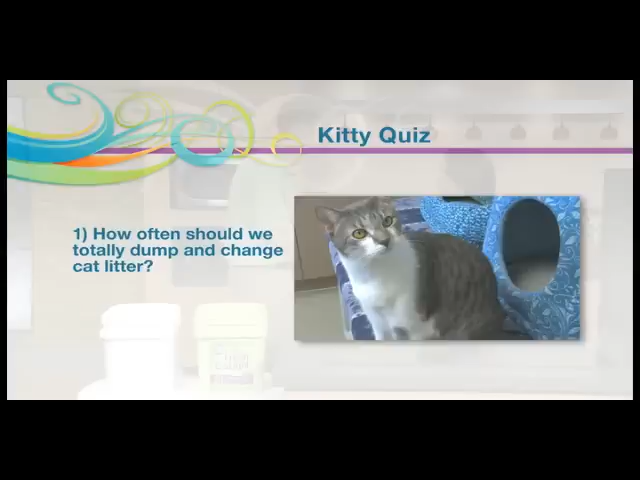 Kitty Quiz
1) How often should we
totally dump and change
cat litter?